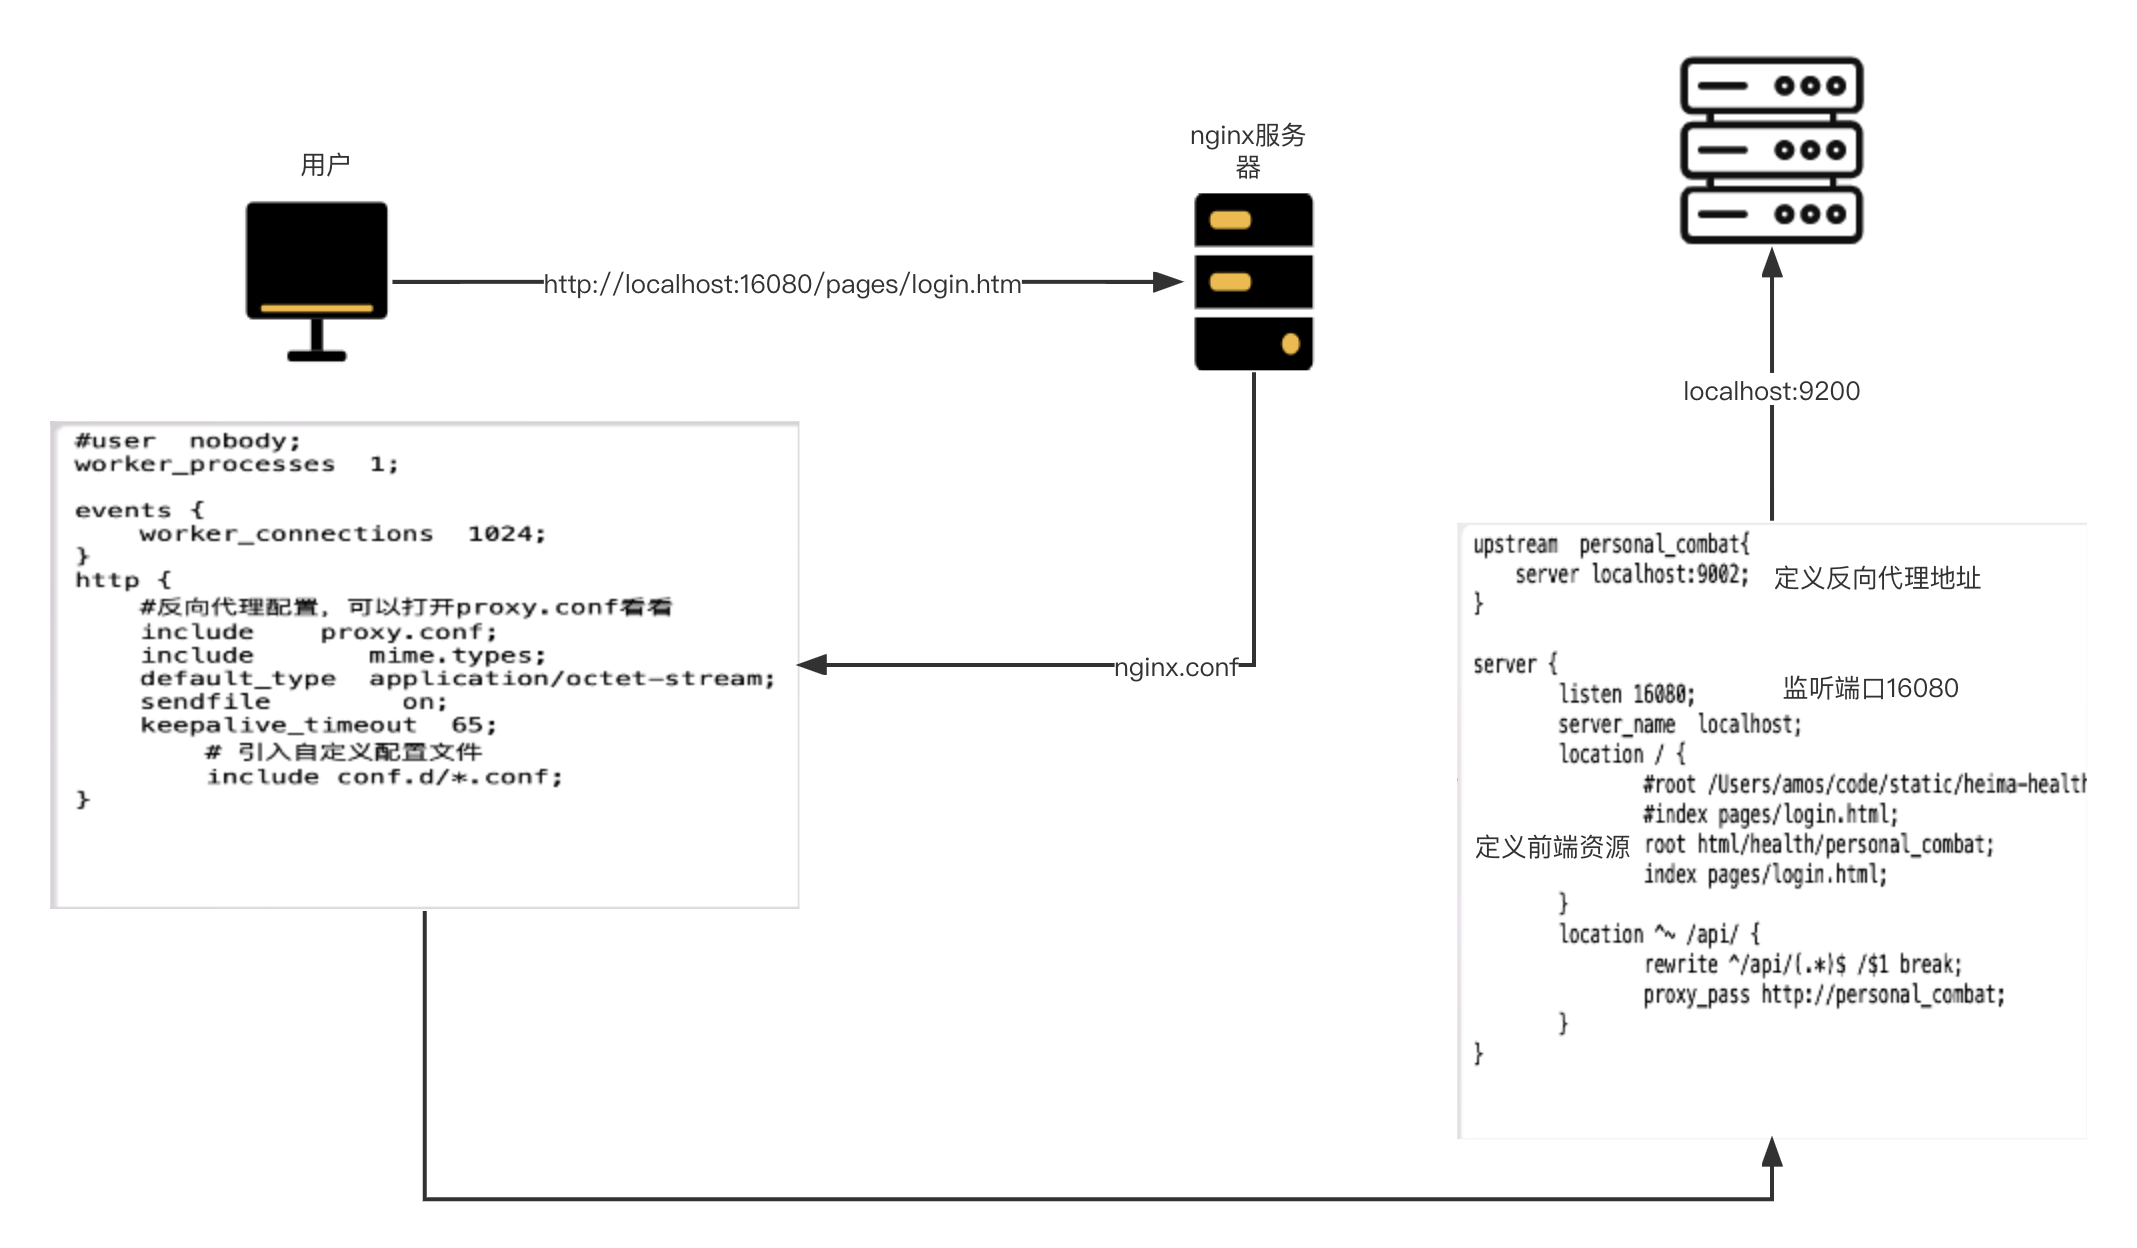 用户
nginx服务
器
http://localhost:16080/pages/login.htm
#user  nobody;
worker_processes  1;
events {
    worker_connections  1024;
}
http {
    #反向代理配置，可以打开proxy.conf看看
    include    proxy.conf;
    include       mime.types;
    default_type  application/octet-stream;
    sendfile        on;
    keepalive_timeout  65;
        # 引入自定义配置文件
        include conf.d/*.conf;
}
nginx.conf
localhost:9200
upstream  personal_combat{
    server localhost:9002; 定义反向代理地址
}
server {
        listen 16080; 监听端口16080
        server_name  localhost;
        location / {
                #root /Users/amos/code/static/heima-health
                #index pages/login.html;
定义前端资源 root html/health/personal_combat;
                index pages/login.html;
        }
        location ^~ /api/ {
                rewrite ^/api/(.*)$ /$1 break;
                proxy_pass http://personal_combat;
        }
}